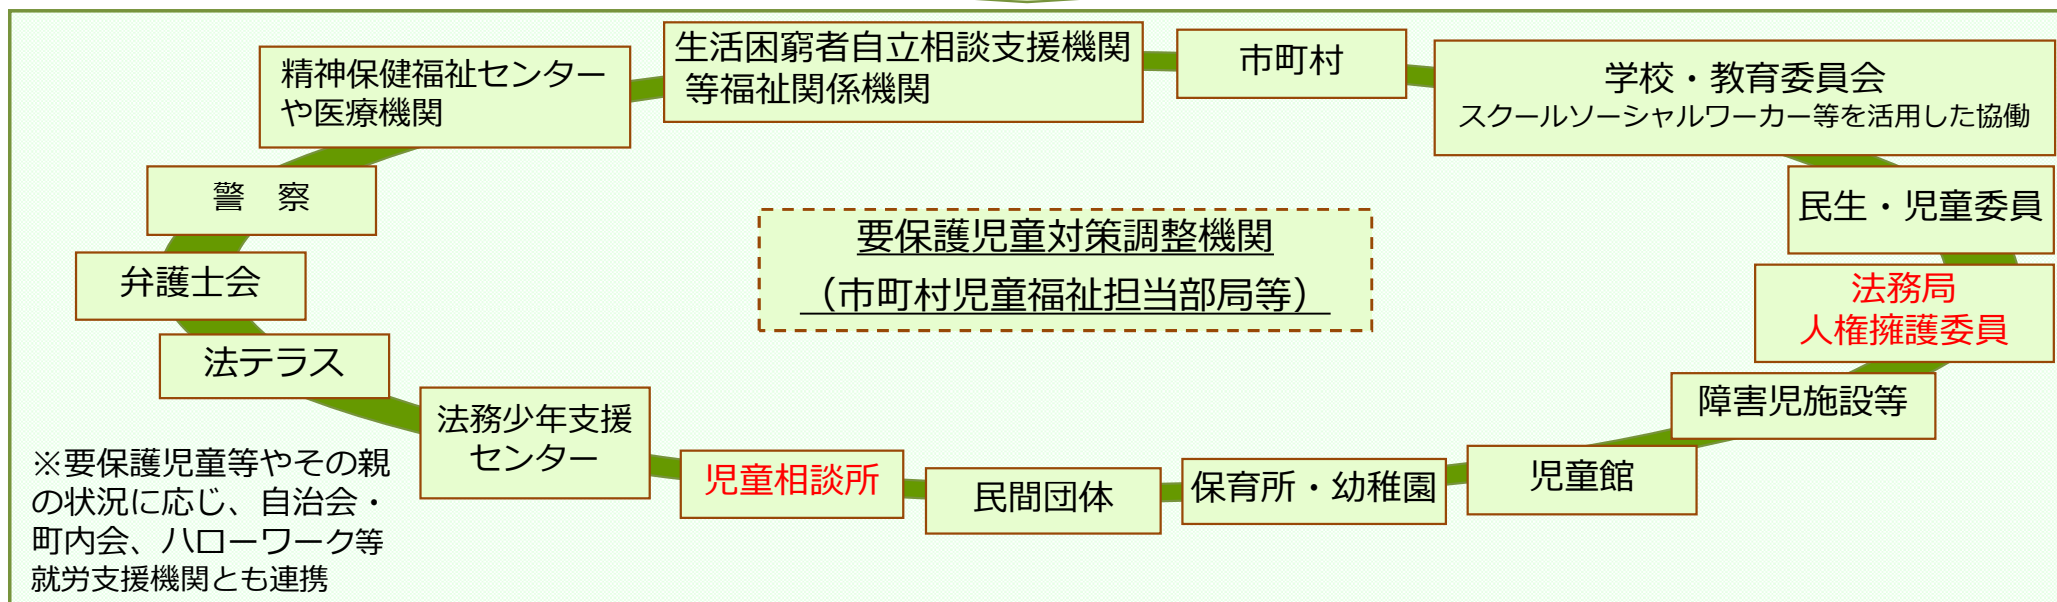 生活困窮者自立相談支援機関
等福祉関係機関
市町村
学校・教育委員会
スクールソーシャルワーカー等を活用した協働
精神保健福祉センター
や医療機関
警　察
民生・児童委員
要保護児童対策調整機関
（市町村児童福祉担当部局等）
弁護士会
法務局
人権擁護委員
法テラス
障害児施設等
法務少年支援
センター
児童相談所
民間団体
保育所・幼稚園
児童館
※要保護児童等やその親
の状況に応じ、自治会・
町内会、ハローワーク等
就労支援機関とも連携